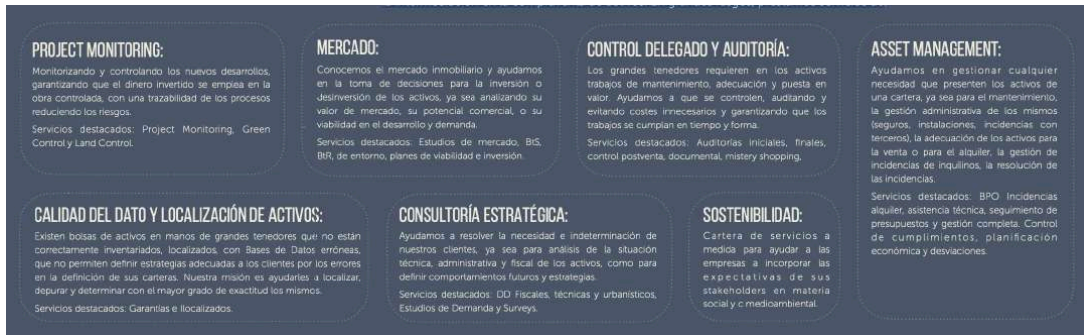 PROJECT MONITORING:
Monitorizando y controlando los nuevos desarrollos,
garantizando que el dinero invertido se emplea en la
obra controlada, con una trazabilidad de los procesos
reduciendo los riesgos.
Servicios destacados: Project Monitoring, Green
Control y Land Control.
MERCADO:
Conocemos el mercado inmobiliario y ayudamos
en la toma de decisiones para la inversión o
desinversión de los activos, ya sea analizando su
valor de mercado, su potencial comercial, o su
viabilidad en el desarrollo y demanda.
Servicios destacados: Estudios de mercado, BtS,
BtR, de entorno, planes de viabilidad e inversión.
CONTROL DELEGADO Y AUDITORÍA:
Los grandes tenedores requieren en los activos
trabajos de mantenimiento, adecuación y puesta en
valor. Ayudamos a que se controlen, auditando y
evitando costes innecesarios y garantizando que los
trabajos se cumplan en tiempo y forma.
Servicios destacados: Auditorías iniciales, finales,
control postventa, documental, mistery shopping,
ASSET MANAGEMENT:
Ayudamos en gestionar cualquier
necesidad que presenten los activos de
una cartera, ya sea para el mantenimiento,
la gestión administrativa de los mismos
(seguros, instalaciones, incidencias con
terceros), la adecuación de los activos para
la venta o para el alquiler, la gestión de
incidencias de inquilinos, la resolución de
las incidencias.
Servicios destacados: BPO Incidencias
alquiler, asistencia técnica, seguimiento de
presupuestos y gestión completa. Control
de cumplimientos, planificación
económica y desviaciones.
CALIDAD DEL DATO Y LOCALIZACIÓN DE ACTIVOS:
Existen bolsas de activos en manos de grandes tenedores que no están
correctamente inventariados, localizados, con Bases de Datos erróneas,
que no permiten definir estrategias adecuadas a los clientes por los errores
en la definición de sus carteras. Nuestra misión es ayudarles a localizar,
depurar y determinar con el mayor grado de exactitud los mismos.
Servicios destacados: Garantías e Ilocalizados.
CONSULTORÍA ESTRATÉGICA:
Ayudamos a resolver la necesidad e indeterminación de
nuestros clientes, ya sea para análisis de la situación
técnica, administrativa y fiscal de los activos, como para
definir comportamientos futuros y estrategias.
Servicios destacados: DD Fiscales, técnicas y urbanísticos,
Estudios de Demanda y Surveys.
SOSTENIBILIDAD:
Cartera de servicios a
medida para ayudar a las
empresas a incorporar las
expectativas de sus
stakeholders en materia
social y c medioambiental.